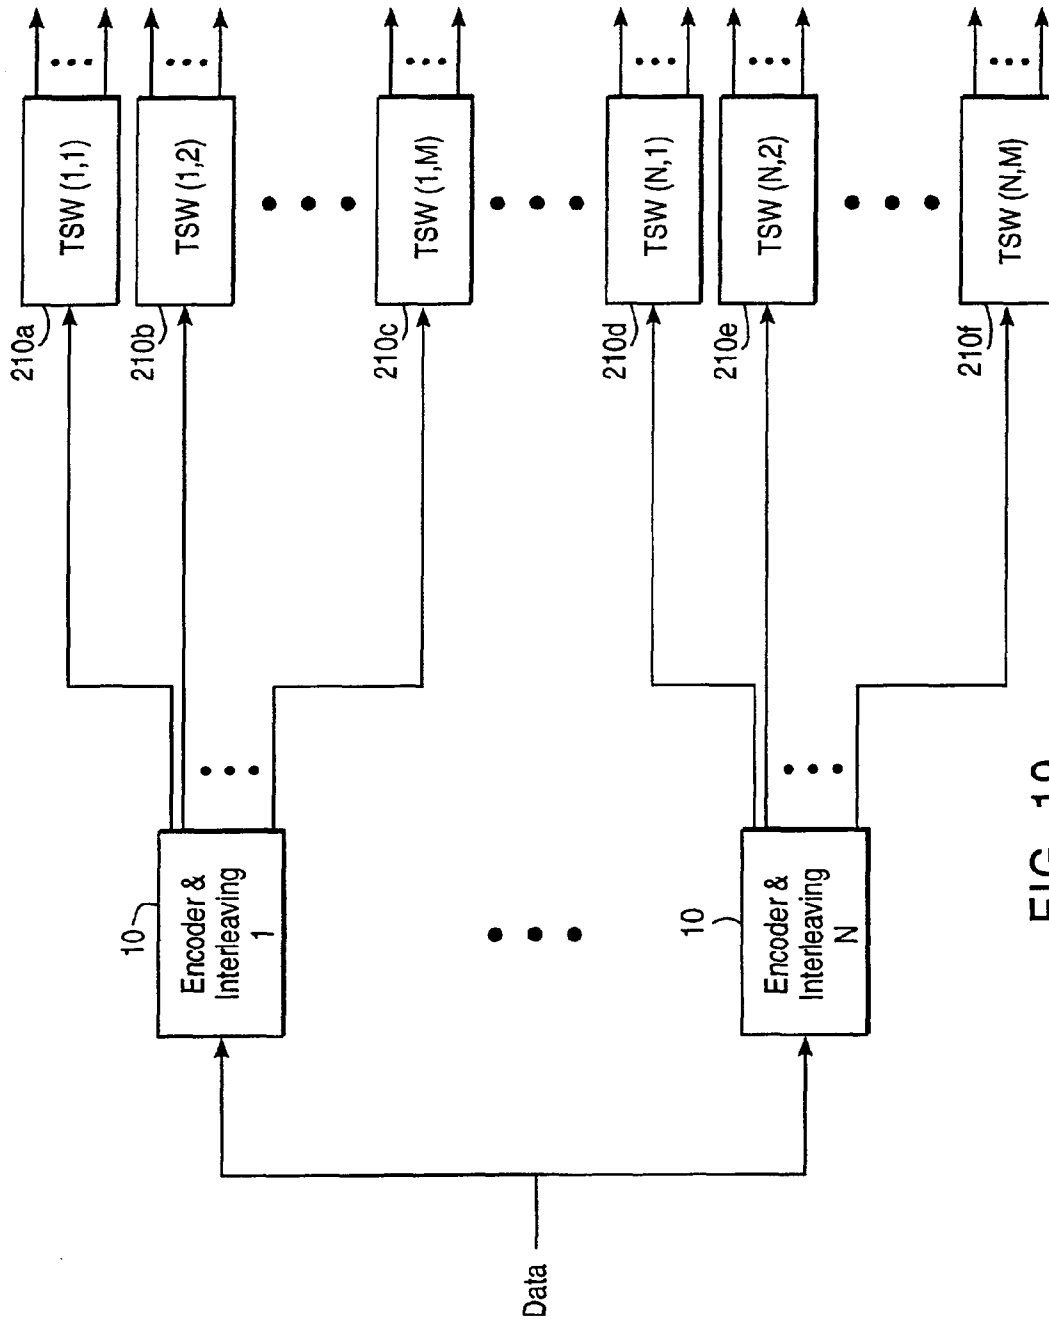 Data
10
Encoder &
Interleaving
1
10
Encoder &
Interleaving
N
210a
TSW (1,1)
210b
TSW (1,2)
210c
TSW (1,M)
210d
TSW (N,1)
210e
TSW (N,2)
210f
TSW (N,M)
FIG.